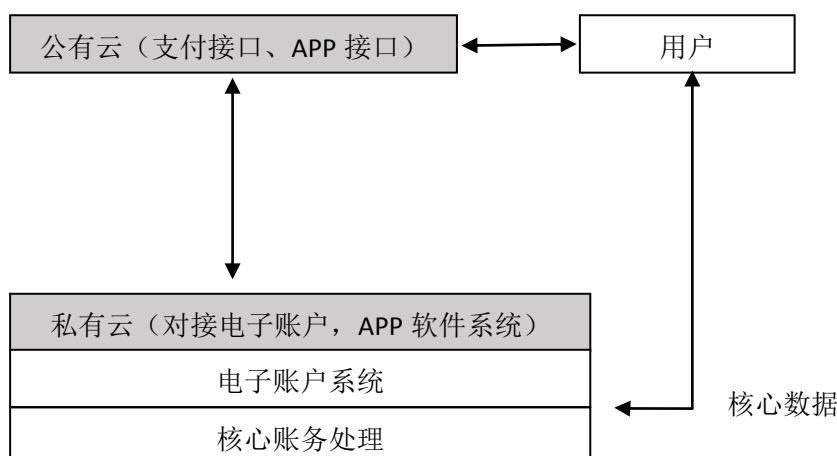 公有云（支付接口、APP 接口）
用户
私有云（对接电子账户，APP 软件系统）
电子账户系统
核心数据
核心账务处理